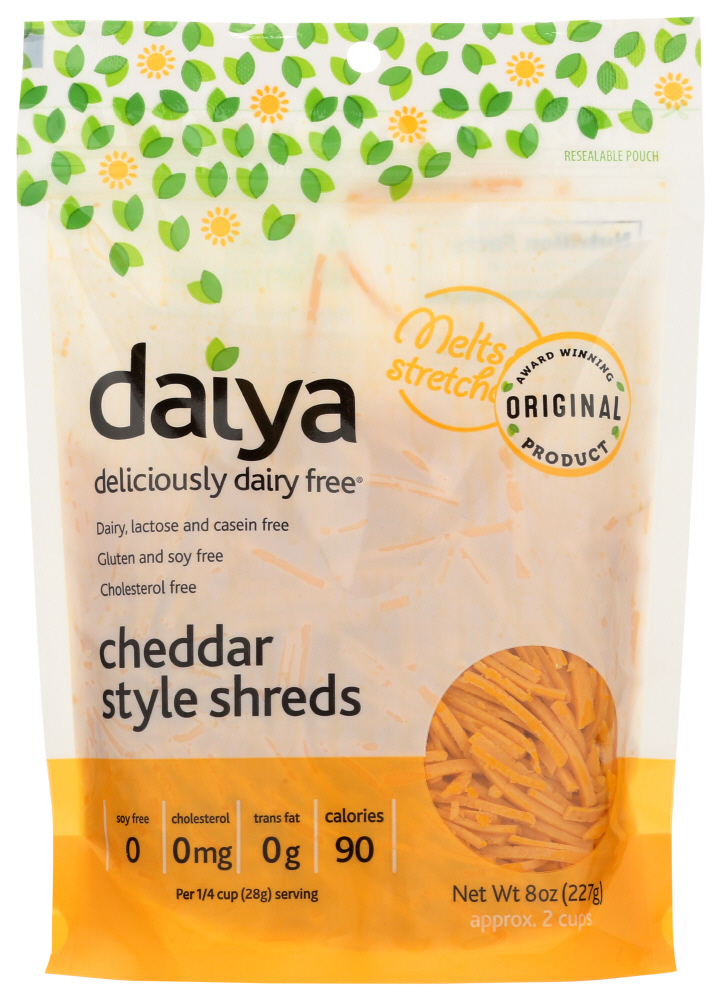 RESEALABLE POUCH
Melts
stretch
AWARD WINNING
ORIGINAL
PRODUCT
daiya
deliciously dairy free®
Dairy, lactose and casein free
Gluten and soy free
Cholesterol free
cheddar
style shreds
soy free
0
cholesterol
0mg
trans fat
0g
calories
90
Per 1/4 cup (28g) serving
Net Wt 8oz (227g)
approx. 2 cups